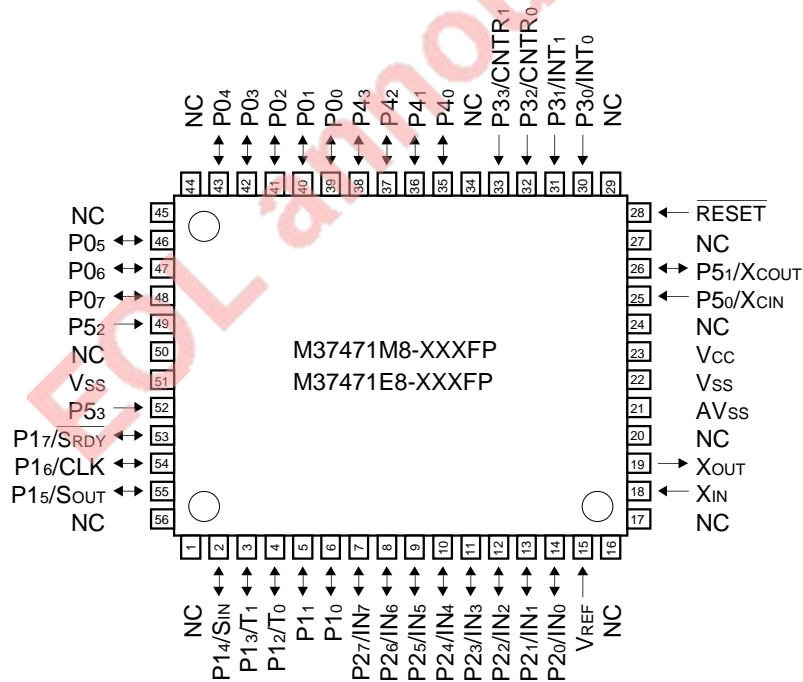 EOL annou
NC
P04
P03
P02
P01
P00
P43
P42
P41
P40
NC
P33/CNTR1
P32/CNTR0
P31/INT1
P30/INT0
NC
44
43
42
41
40
39
38
37
36
35
34
33
32
31
30
29
NC 45
P05 46
P06 47
P07 48
P52 49
NC 50
VSS 51
P53 52
P17/SRDY 53
P16/CLK 54
P15/SOUT 55
NC 56
M37471M8-XXXFP
M37471E8-XXXFP
28 RESET
27 NC
26 P51/XCOUT
25 P50/XCIN
24 NC
23 VCC
22 VSS
21 AVSS
20 NC
19 XOUT
18 XIN
17 NC
1
2
3
4
5
6
7
8
9
10
11
12
13
14
15
16
NC
P14/SIN
P13/T1
P12/T0
P11
P10
P27/IN7
P26/IN6
P25/IN5
P24/IN4
P23/IN3
P22/IN2
P21/IN1
P20/IN0
VREF
NC